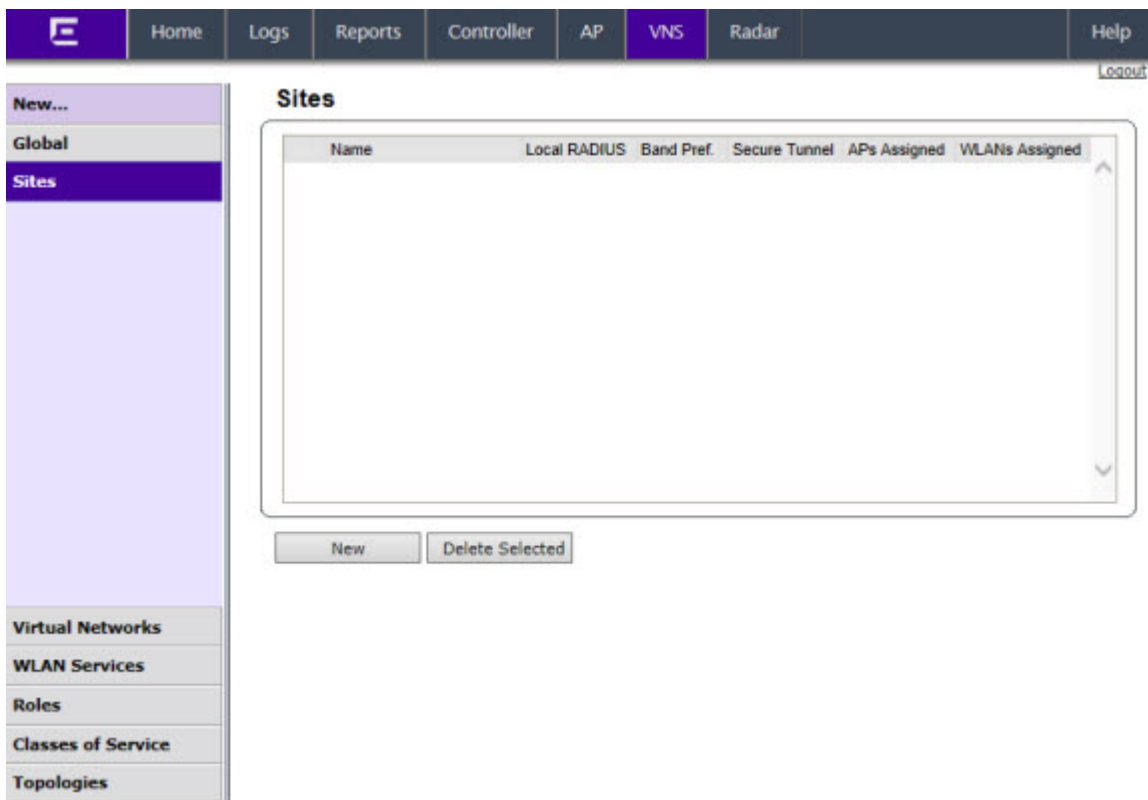 Home Logs Reports Controller AP VNS Radar Help
Logout
New...
Global
Sites
Virtual Networks
WLAN Services
Roles
Classes of Service
Topologies
Sites
Name Local RADIUS Band Pref. Secure Tunnel APs Assigned WLANs Assigned
New Delete Selected